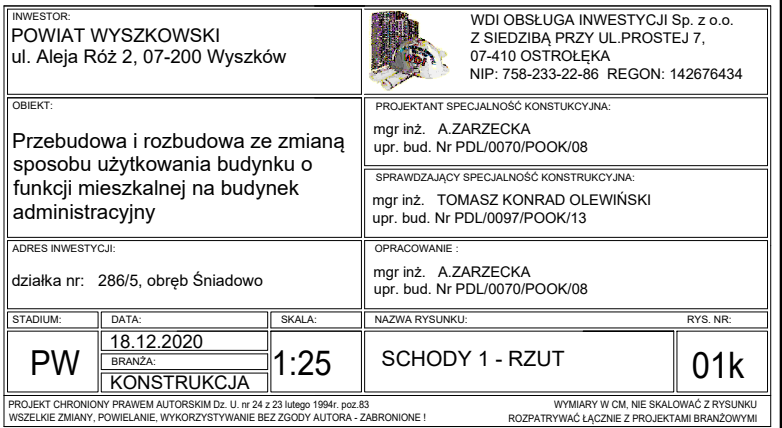 INWESTOR:
POWIAT WYSZKOWSKI
ul. Aleja Róż 2, 07-200 Wyszków
WDI OBSŁUGA INWESTYCJI Sp. z o.o.
Z SIEDZIBĄ PRZY UL.PROSTEJ 7,
07-410 OSTROŁĘKA
NIP: 758-233-22-86 REGON: 142676434
OBIEKT:
Przebudowa i rozbudowa ze zmianą
sposobu użytkowania budynku o
funkcji mieszkalnej na budynek
administracyjny
PROJEKTANT SPECJALNOŚĆ KONSTUKCYJNA:
mgr inż. A.ZARZECKA
upr. bud. Nr PDL/0070/POOK/08
SPRAWDZAJĄCY SPECJALNOŚĆ KONSTRUKCYJNA:
mgr inż. TOMASZ KONRAD OLEWIŃSKI
upr. bud. Nr PDL/0097/POOK/13
ADRES INWESTYCJI:
działka nr: 286/5, obręb Śniadowo
OPRACOWANIE :
mgr inż. A.ZARZECKA
upr. bud. Nr PDL/0070/POOK/08
STADIUM:
PW
DATA:
18.12.2020
BRANŻA:
KONSTRUKCJA
SKALA:
1:25
NAZWA RYSUNKU:
SCHODY 1 - RZUT
RYS. NR:
01k
PROJEKT CHRONIONY PRAWEM AUTORSKIM Dz. U. nr 24 z 23 lutego 1994r. poz.83
WSZELKIE ZMIANY, POWIELANIE, WYKORZYSTYWANIE BEZ ZGODY AUTORA - ZABRONIONE !
WYMIARY W CM, NIE SKALOWAĆ Z RYSUNKU
ROZPATRYWAĆ ŁĄCZNIE Z PROJEKTAMI BRANŻOWYMI